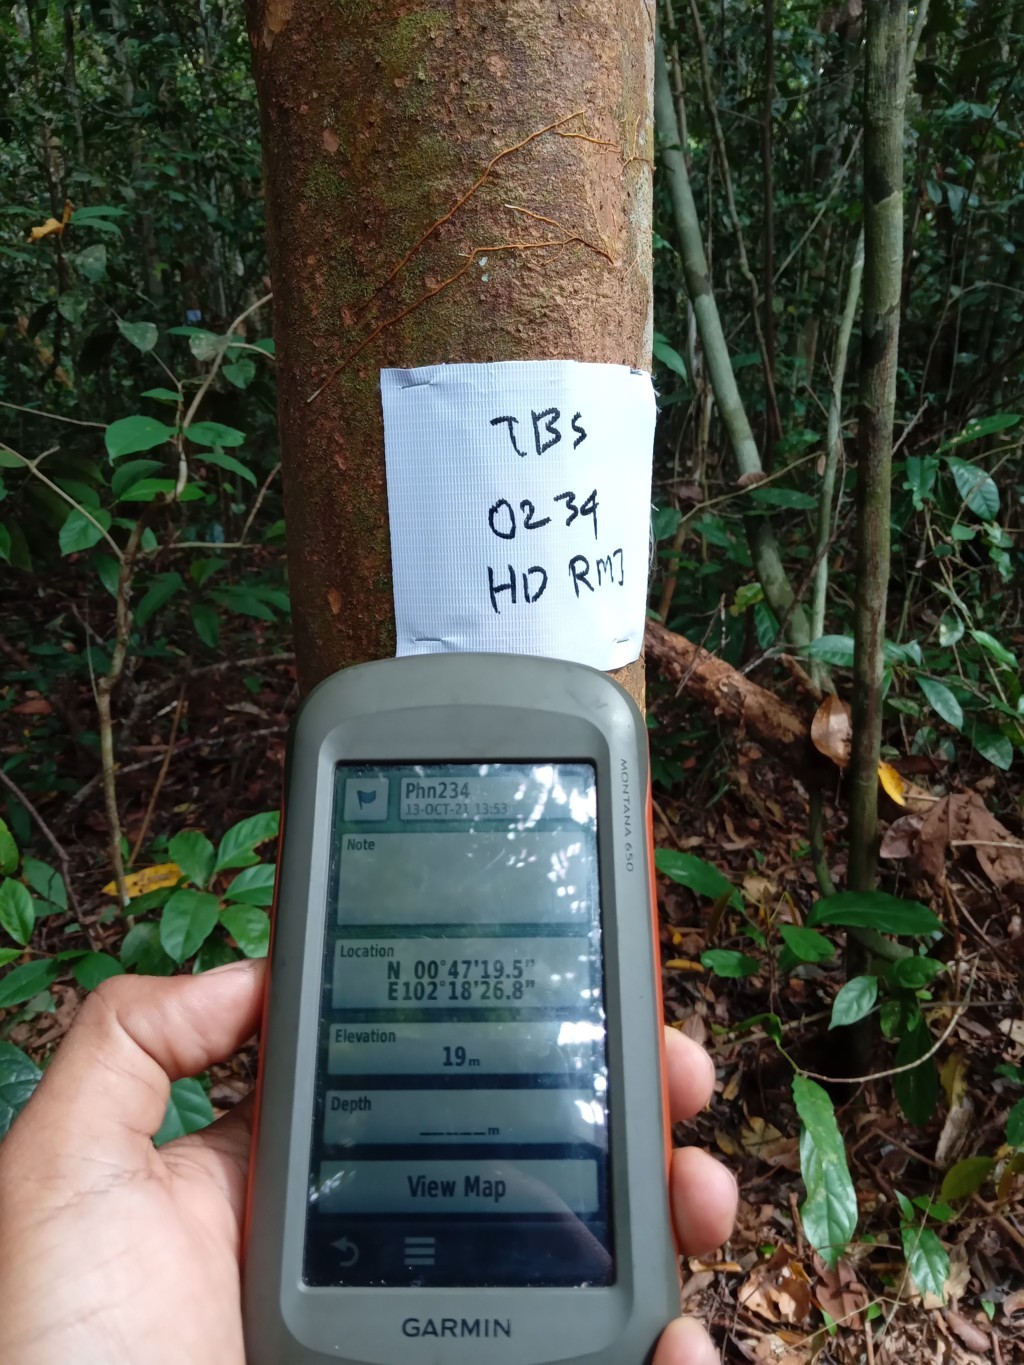 TBS
0234
HD RMJ
MONTANA 650
Phn234
13-OCT-21 13:53
Note
Location
N 00°47'19.5"
E102°18'26.8"
Elevation
19m
Depth
_____m
View Map
GARMIN